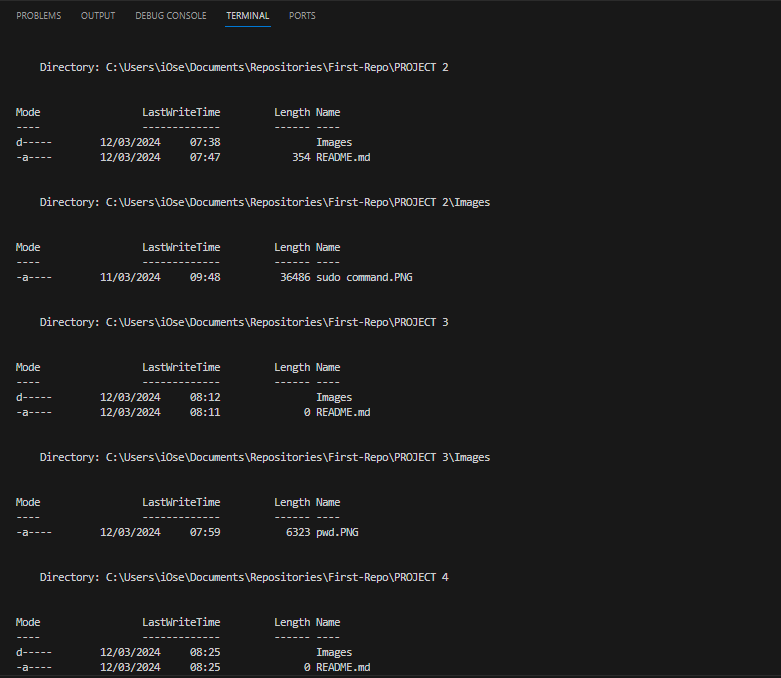 PROBLEMS OUTPUT DEBUG CONSOLE TERMINAL PORTS
Directory: C:\Users\iOse\Documents\Repositories\First-Repo\PROJECT 2
Mode LastWriteTime Length Name
---- ------------- ------ ----
d----- 12/03/2024 07:38 Images
-a---- 12/03/2024 07:47 354 README.md
Directory: C:\Users\iOse\Documents\Repositories\First-Repo\PROJECT 2\Images
Mode LastWriteTime Length Name
---- ------------- ------ ----
-a---- 11/03/2024 09:48 36486 sudo command.PNG
Directory: C:\Users\iOse\Documents\Repositories\First-Repo\PROJECT 3
Mode LastWriteTime Length Name
---- ------------- ------ ----
d----- 12/03/2024 08:12 Images
-a---- 12/03/2024 08:11 0 README.md
Directory: C:\Users\iOse\Documents\Repositories\First-Repo\PROJECT 3\Images
Mode LastWriteTime Length Name
---- ------------- ------ ----
-a---- 12/03/2024 07:59 6323 pwd.PNG
Directory: C:\Users\iOse\Documents\Repositories\First-Repo\PROJECT 4
Mode LastWriteTime Length Name
---- ------------- ------ ----
d----- 12/03/2024 08:25 Images
-a---- 12/03/2024 08:25 0 README.md